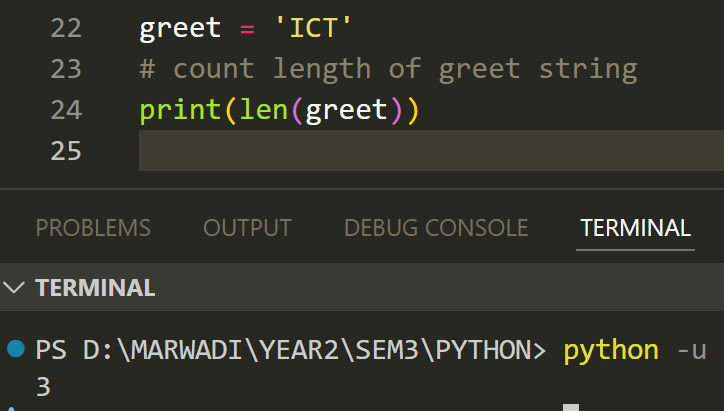 22 greet = 'ICT'
23 # count length of greet string
24 print(len(greet))
25
PROBLEMS OUTPUT DEBUG CONSOLE TERMINAL
TERMINAL
PS D:\MARWADI\YEAR2\SEM3\PYTHON> python -u
3